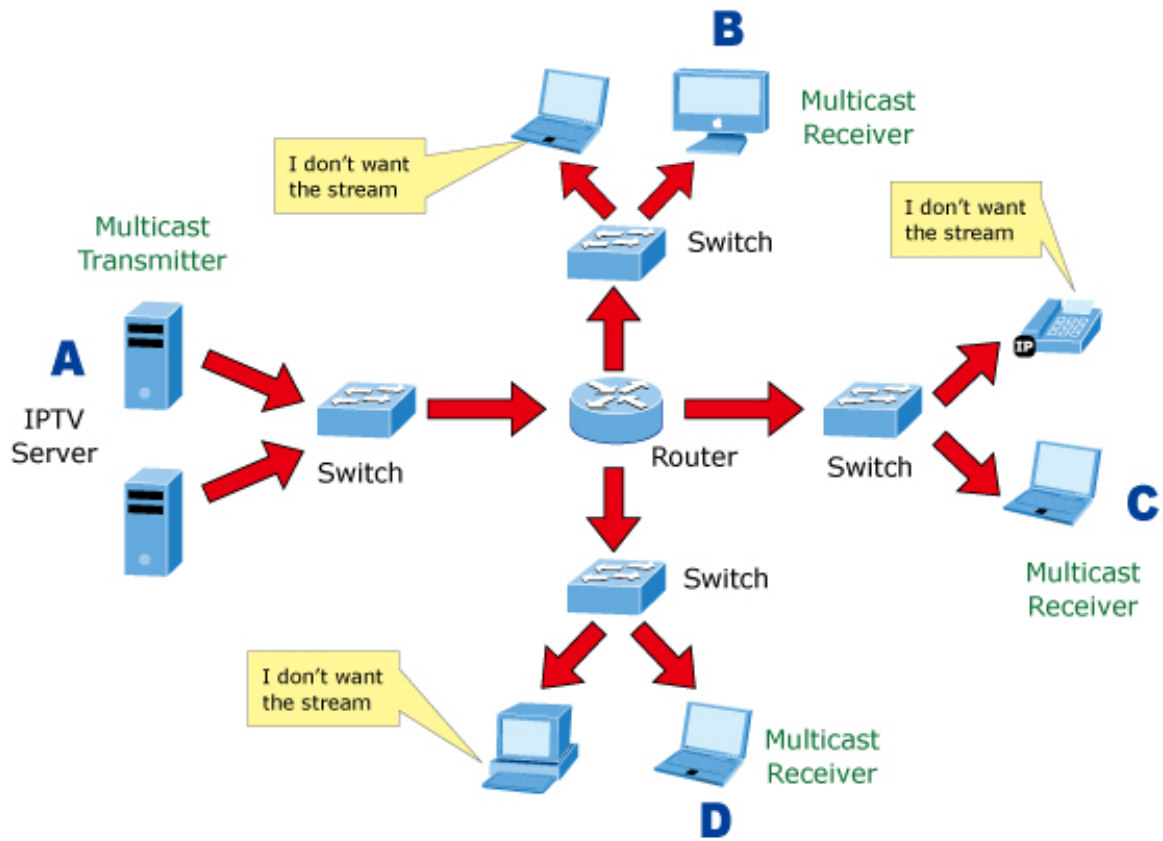 B
Multicast
Receiver
I don't want
the stream
I don't want
the stream
Multicast
Transmitter
Switch
A
IPTV
Server
IP
Switch
Router
Switch
C
Multicast
Receiver
Switch
I don't want
the stream
Multicast
Receiver
D